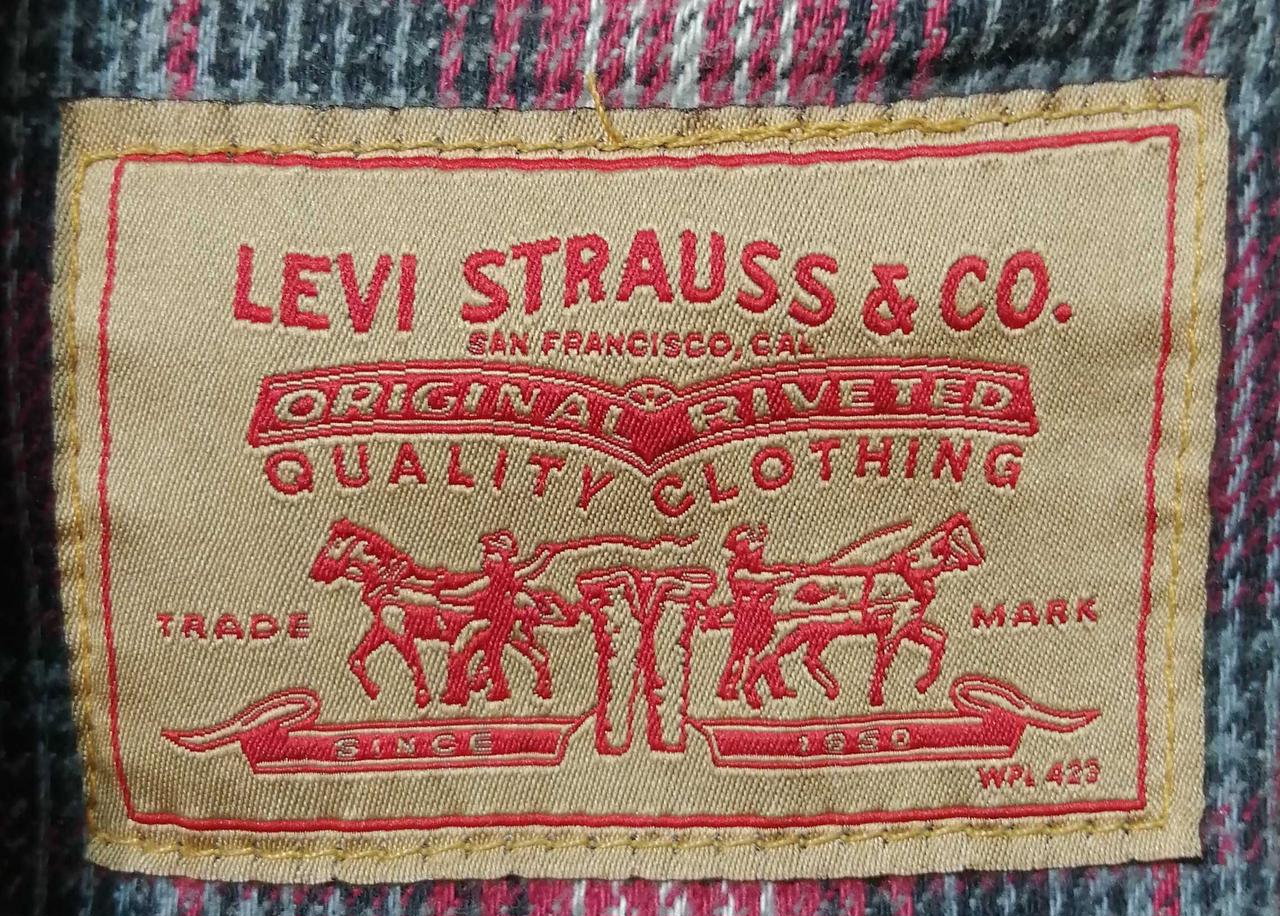 LEVI STRAUSS & CO.
SAN FRANCISCO, CAL
ORIGINAL RIVETED
QUALITY CLOTHING
TRADE MARK
SINCE 1850
WPL 423